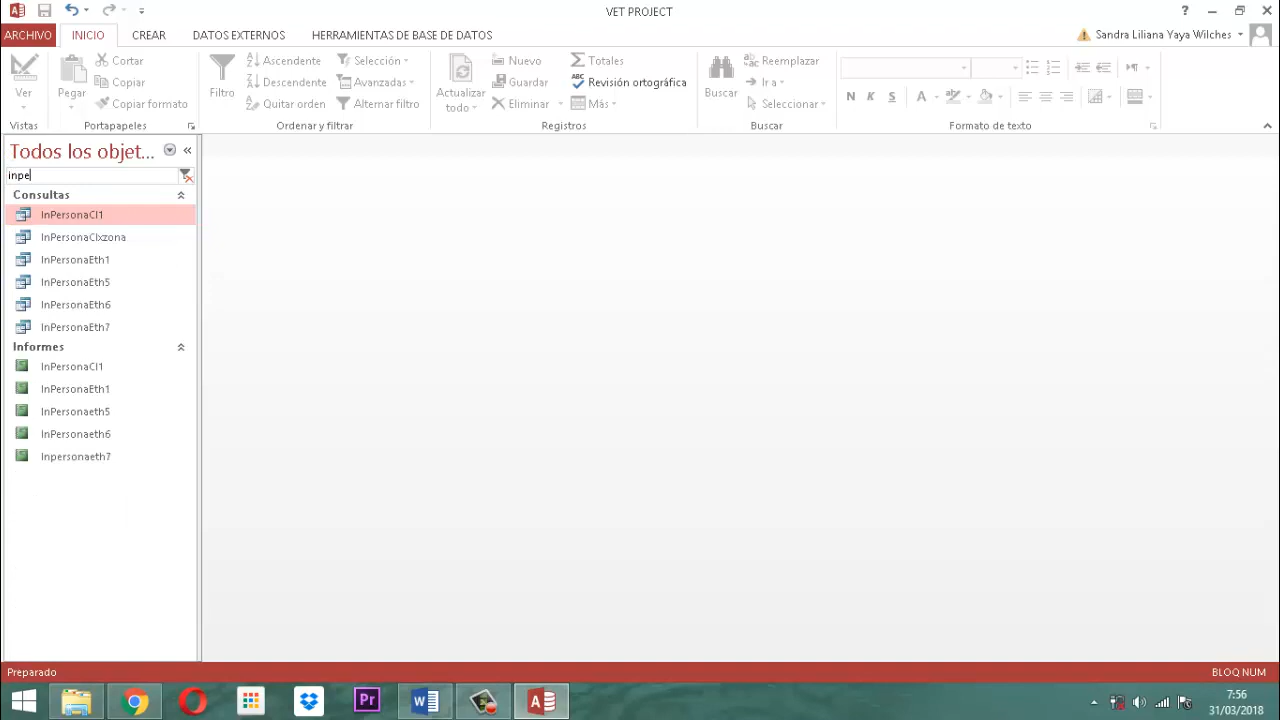 VET PROJECT
ARCHIVO INICIO CREAR DATOS EXTERNOS HERRAMIENTAS DE BASE DE DATOS Sandra Liliana Yaya Wilches
Ver
Vistas
Pegar
Cortar
Copiar
Copiar formato
Portapapeles
Filtro
Ascendente
Descendente
Quitar orden
Selección
Avanzadas
Alternar filtro
Ordenar y filtrar
Actualizar todo
Nuevo
Guardar
Eliminar
Totales
Revisión ortográfica
Más
Registros
Buscar
Reemplazar
Ir a
Seleccionar
Buscar
N K S A
Formato de texto
Todos los objet...
inpe
Consultas
InPersonaCl1
InPersonaClxzona
InPersonaEth1
InPersonaEth5
InPersonaEth6
InPersonaEth7
Informes
InPersonaCl1
InPersonaEth1
InPersonaeth5
InPersonaeth6
Inpersonaeth7
Preparado BLOQ NUM
Pr
7:56
31/03/2018